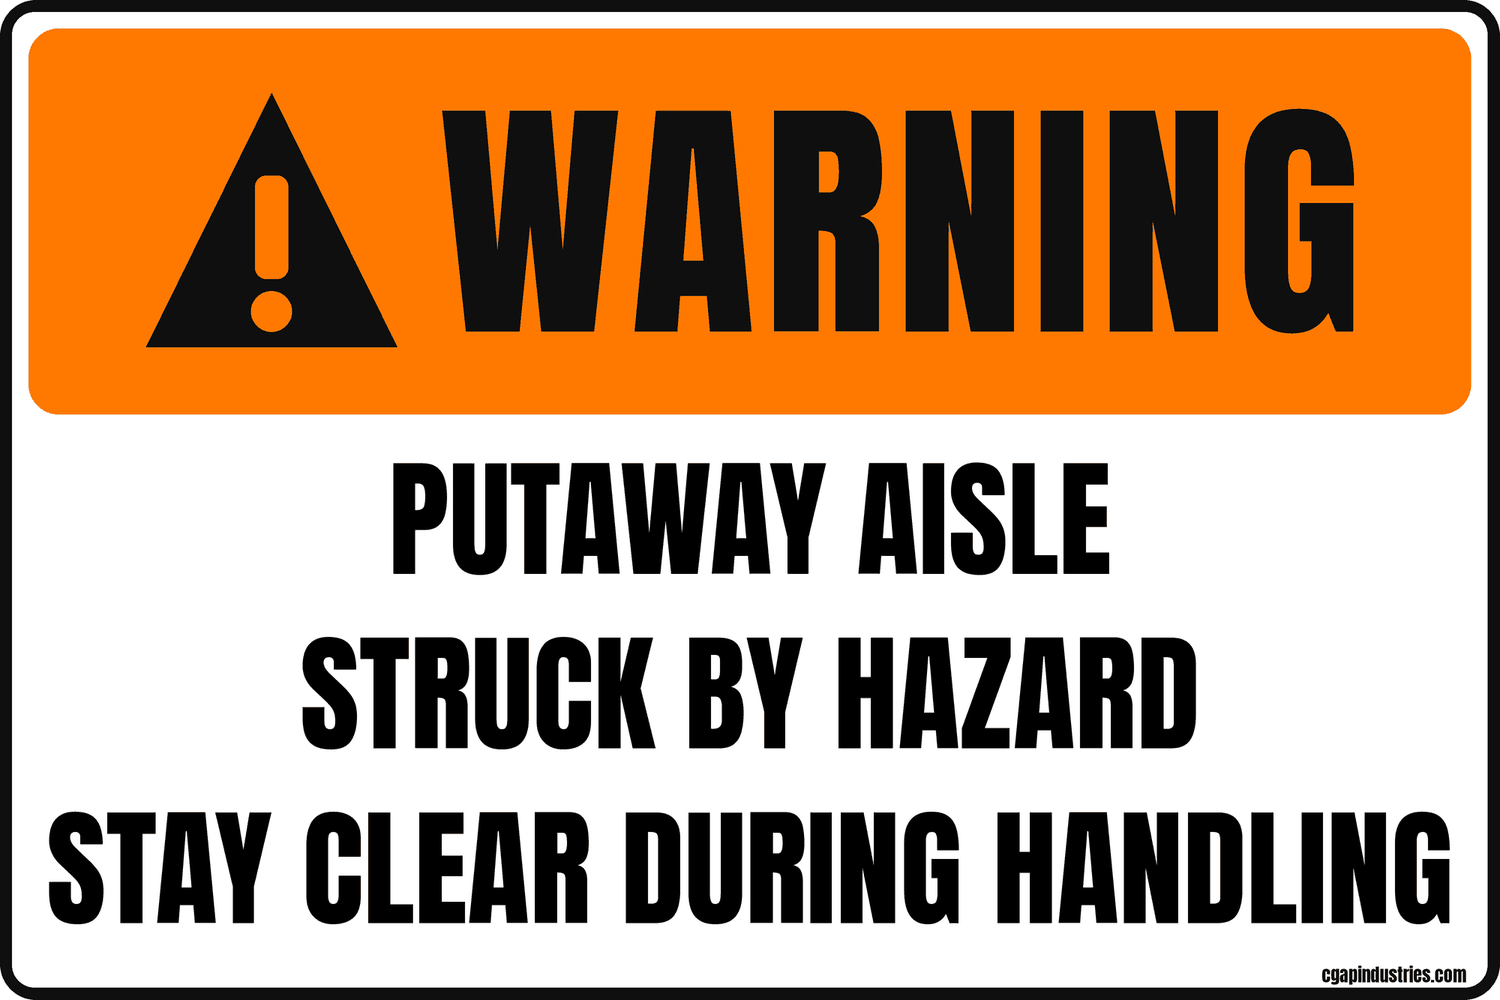 WARNING
PUTAWAY AISLE
STRUCK BY HAZARD
STAY CLEAR DURING HANDLING
cgapindustries.com